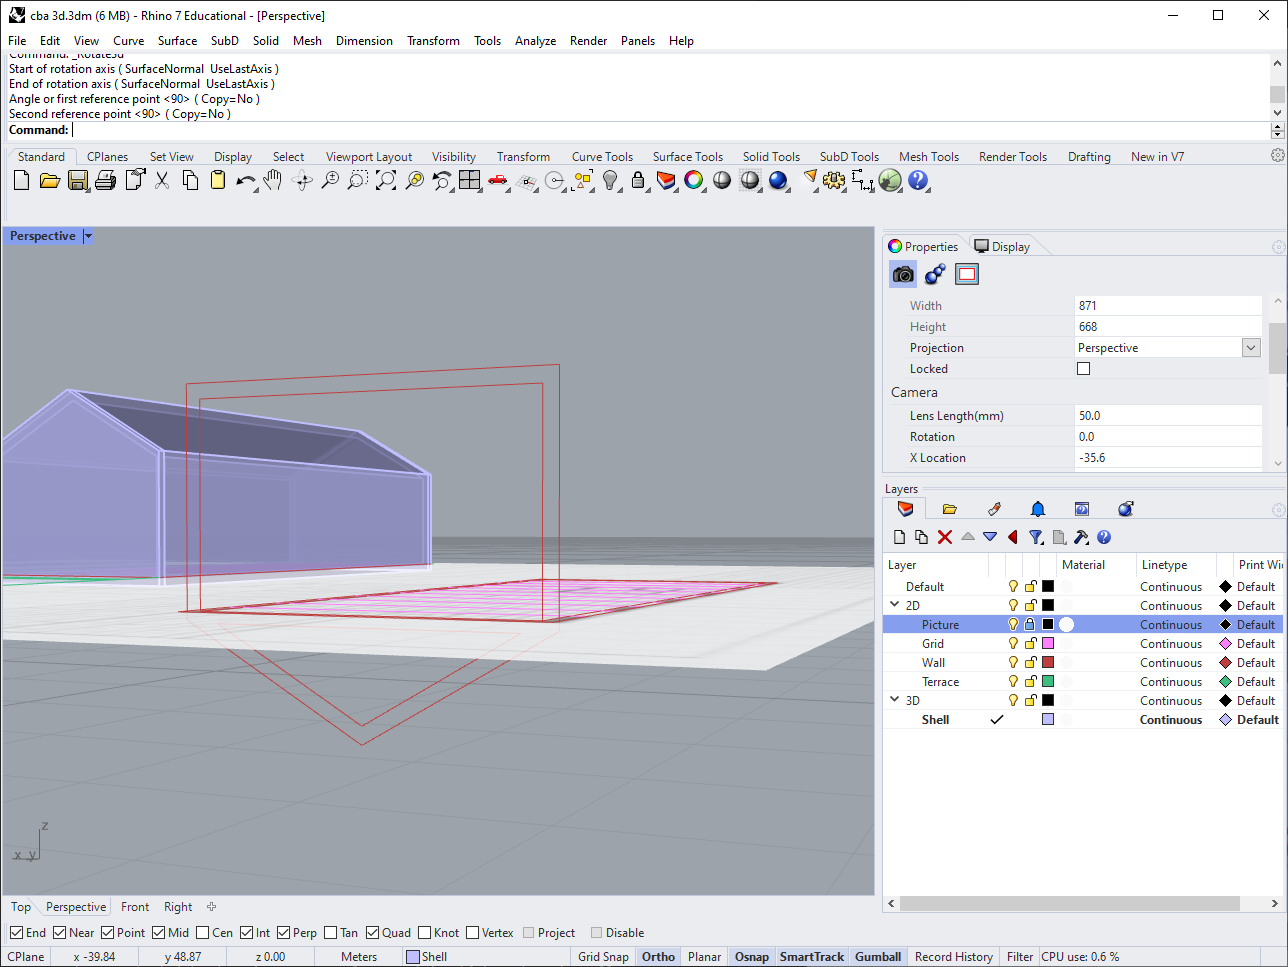 cba 3d.3dm (6 MB) - Rhino 7 Educational - [Perspective]
File Edit View Curve Surface SubD Solid Mesh Dimension Transform Tools Analyze Render Panels Help
Command: _Rotate3d
Start of rotation axis ( SurfaceNormal  UseLastAxis )
End of rotation axis ( SurfaceNormal  UseLastAxis )
Angle or first reference point <90> ( Copy=No )
Second reference point <90> ( Copy=No )
Command:
Standard CPlanes Set View Display Select Viewport Layout Visibility Transform Curve Tools Surface Tools Solid Tools SubD Tools Mesh Tools Render Tools Drafting New in V7
Perspective
Properties Display
Width 871
Height 668
Projection Perspective
Locked
Camera
Lens Length(mm) 50.0
Rotation 0.0
X Location -35.6
Layers
Layer Material Linetype Print Wi
Default Continuous Default
2D Continuous Default
Picture Continuous Default
Grid Continuous Default
Wall Continuous Default
Terrace Continuous Default
3D Continuous Default
Shell Continuous Default
z
x y
Top Perspective Front Right
End Near Point Mid Cen Int Perp Tan Quad Knot Vertex Project Disable
CPlane x -39.84 y 48.87 z 0.00 Meters Shell Grid Snap Ortho Planar Osnap SmartTrack Gumball Record History Filter CPU use: 0.6 %